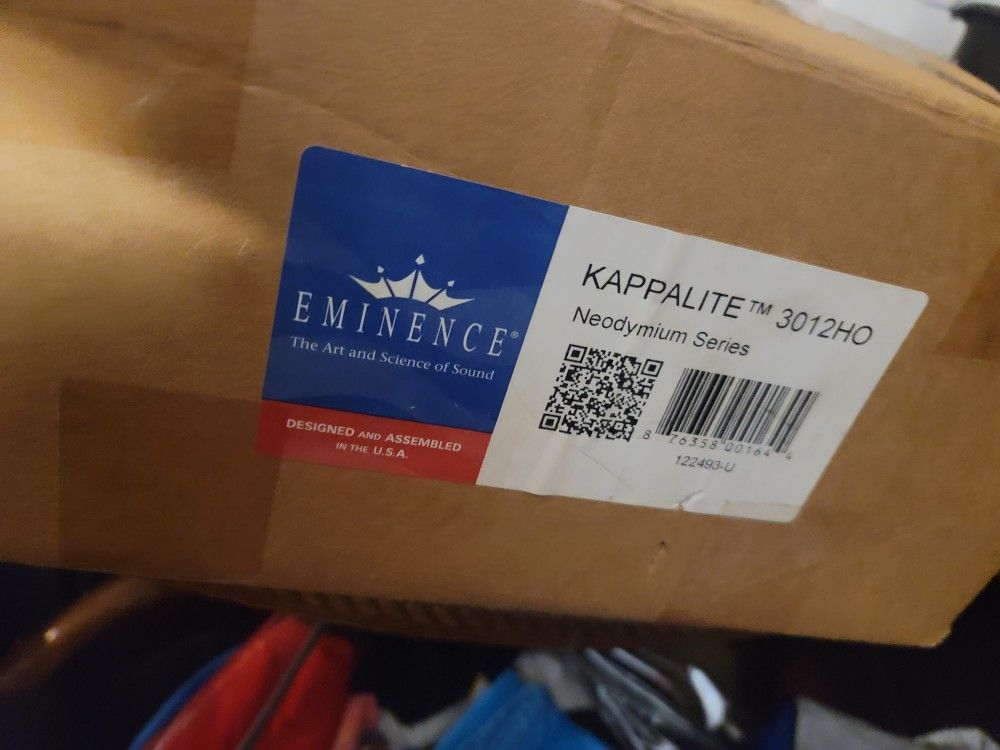 EMINENCE®
The Art and Science of Sound
DESIGNED AND ASSEMBLED
IN THE U.S.A.
KAPPALITE™ 3012HO
Neodymium Series
8 76358 00164 4
122493-U